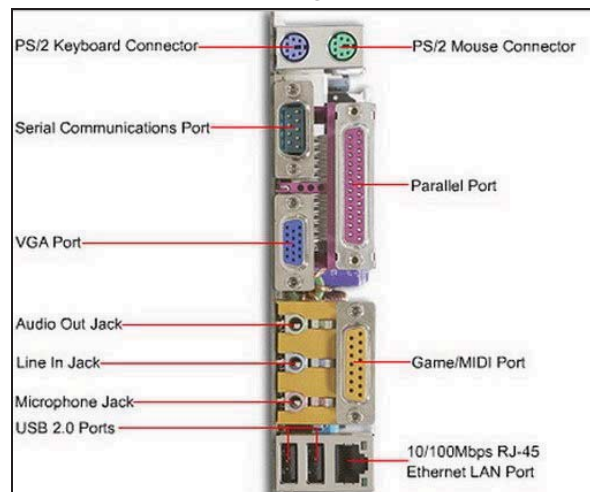 PS/2 Keyboard Connector
PS/2 Mouse Connector
Serial Communications Port
Parallel Port
VGA Port
Audio Out Jack
Line In Jack
Game/MIDI Port
Microphone Jack
USB 2.0 Ports
10/100Mbps RJ-45
Ethernet LAN Port